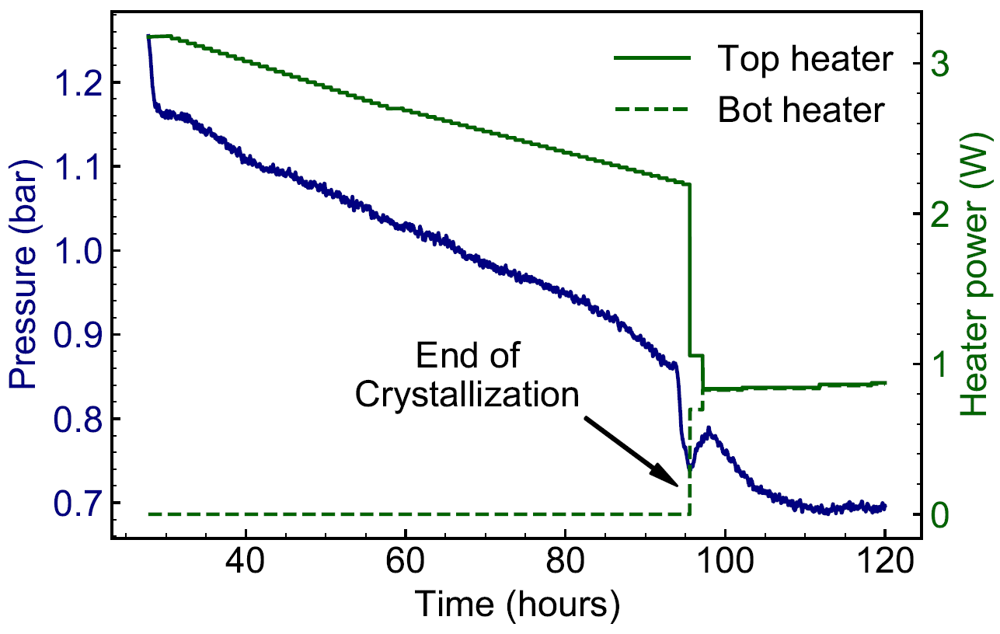 Top heater
Bot heater
Pressure (bar)
1.2
1.1
1.0
0.9
0.8
0.7
End of
Crystallization
3
2
1
0
Heater power (W)
40
60
80
100
120
Time (hours)